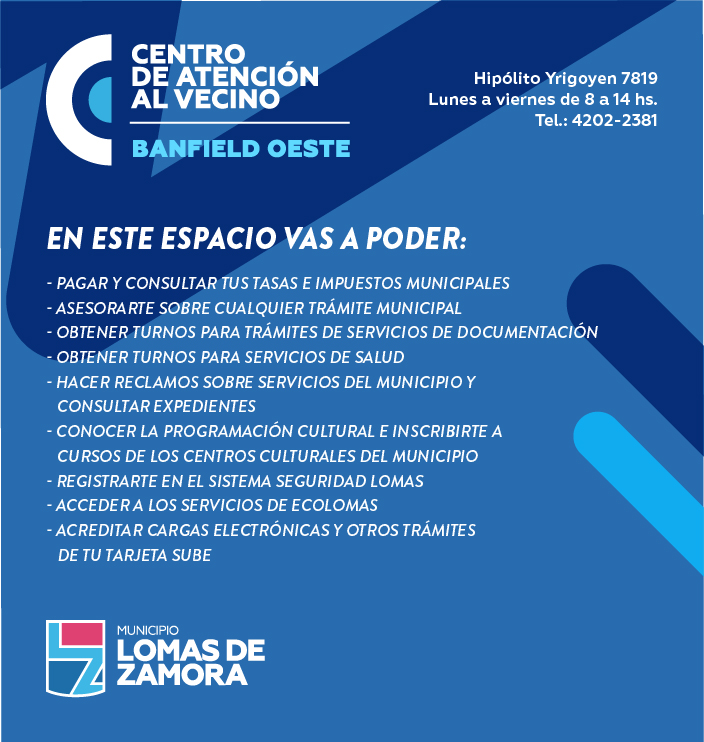 CENTRO
DE ATENCIÓN
AL VECINO
BANFIELD OESTE
Hipólito Yrigoyen 7819
Lunes a viernes de 8 a 14 hs.
Tel.: 4202-2381
EN ESTE ESPACIO VAS A PODER:
- PAGAR Y CONSULTAR TUS TASAS E IMPUESTOS MUNICIPALES
- ASESORARTE SOBRE CUALQUIER TRÁMITE MUNICIPAL
- OBTENER TURNOS PARA TRÁMITES DE SERVICIOS DE DOCUMENTACIÓN
- OBTENER TURNOS PARA SERVICIOS DE SALUD
- HACER RECLAMOS SOBRE SERVICIOS DEL MUNICIPIO Y
CONSULTAR EXPEDIENTES
- CONOCER LA PROGRAMACIÓN CULTURAL E INSCRIBIRTE A
CURSOS DE LOS CENTROS CULTURALES DEL MUNICIPIO
- REGISTRARTE EN EL SISTEMA SEGURIDAD LOMAS
- ACCEDER A LOS SERVICIOS DE ECOLOMAS
- ACREDITAR CARGAS ELECTRÓNICAS Y OTROS TRÁMITES
DE TU TARJETA SUBE
MUNICIPIO
LOMAS DE
ZAMORA